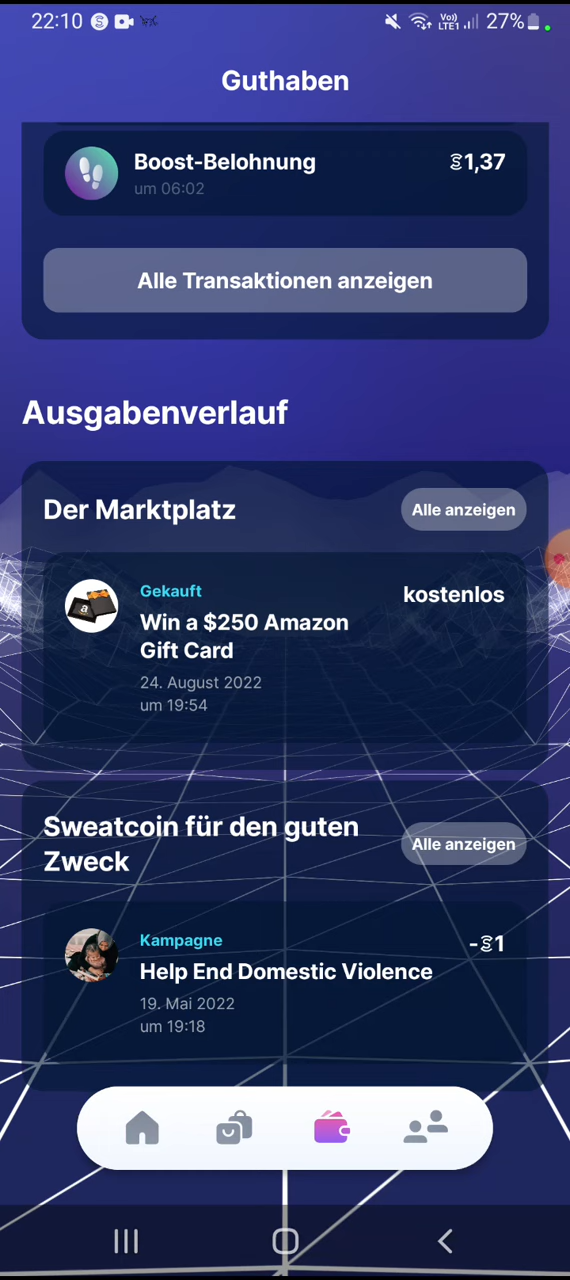 22:10 27%
Vo))
LTE1
Guthaben
Boost-Belohnung 1,37
um 06:02
Alle Transaktionen anzeigen
Ausgabenverlauf
Der Marktplatz Alle anzeigen
Gekauft kostenlos
Win a $250 Amazon
Gift Card
24. August 2022
um 19:54
Sweatcoin für den guten
Zweck
Alle anzeigen
Kampagne -1
Help End Domestic Violence
19. Mai 2022
um 19:18